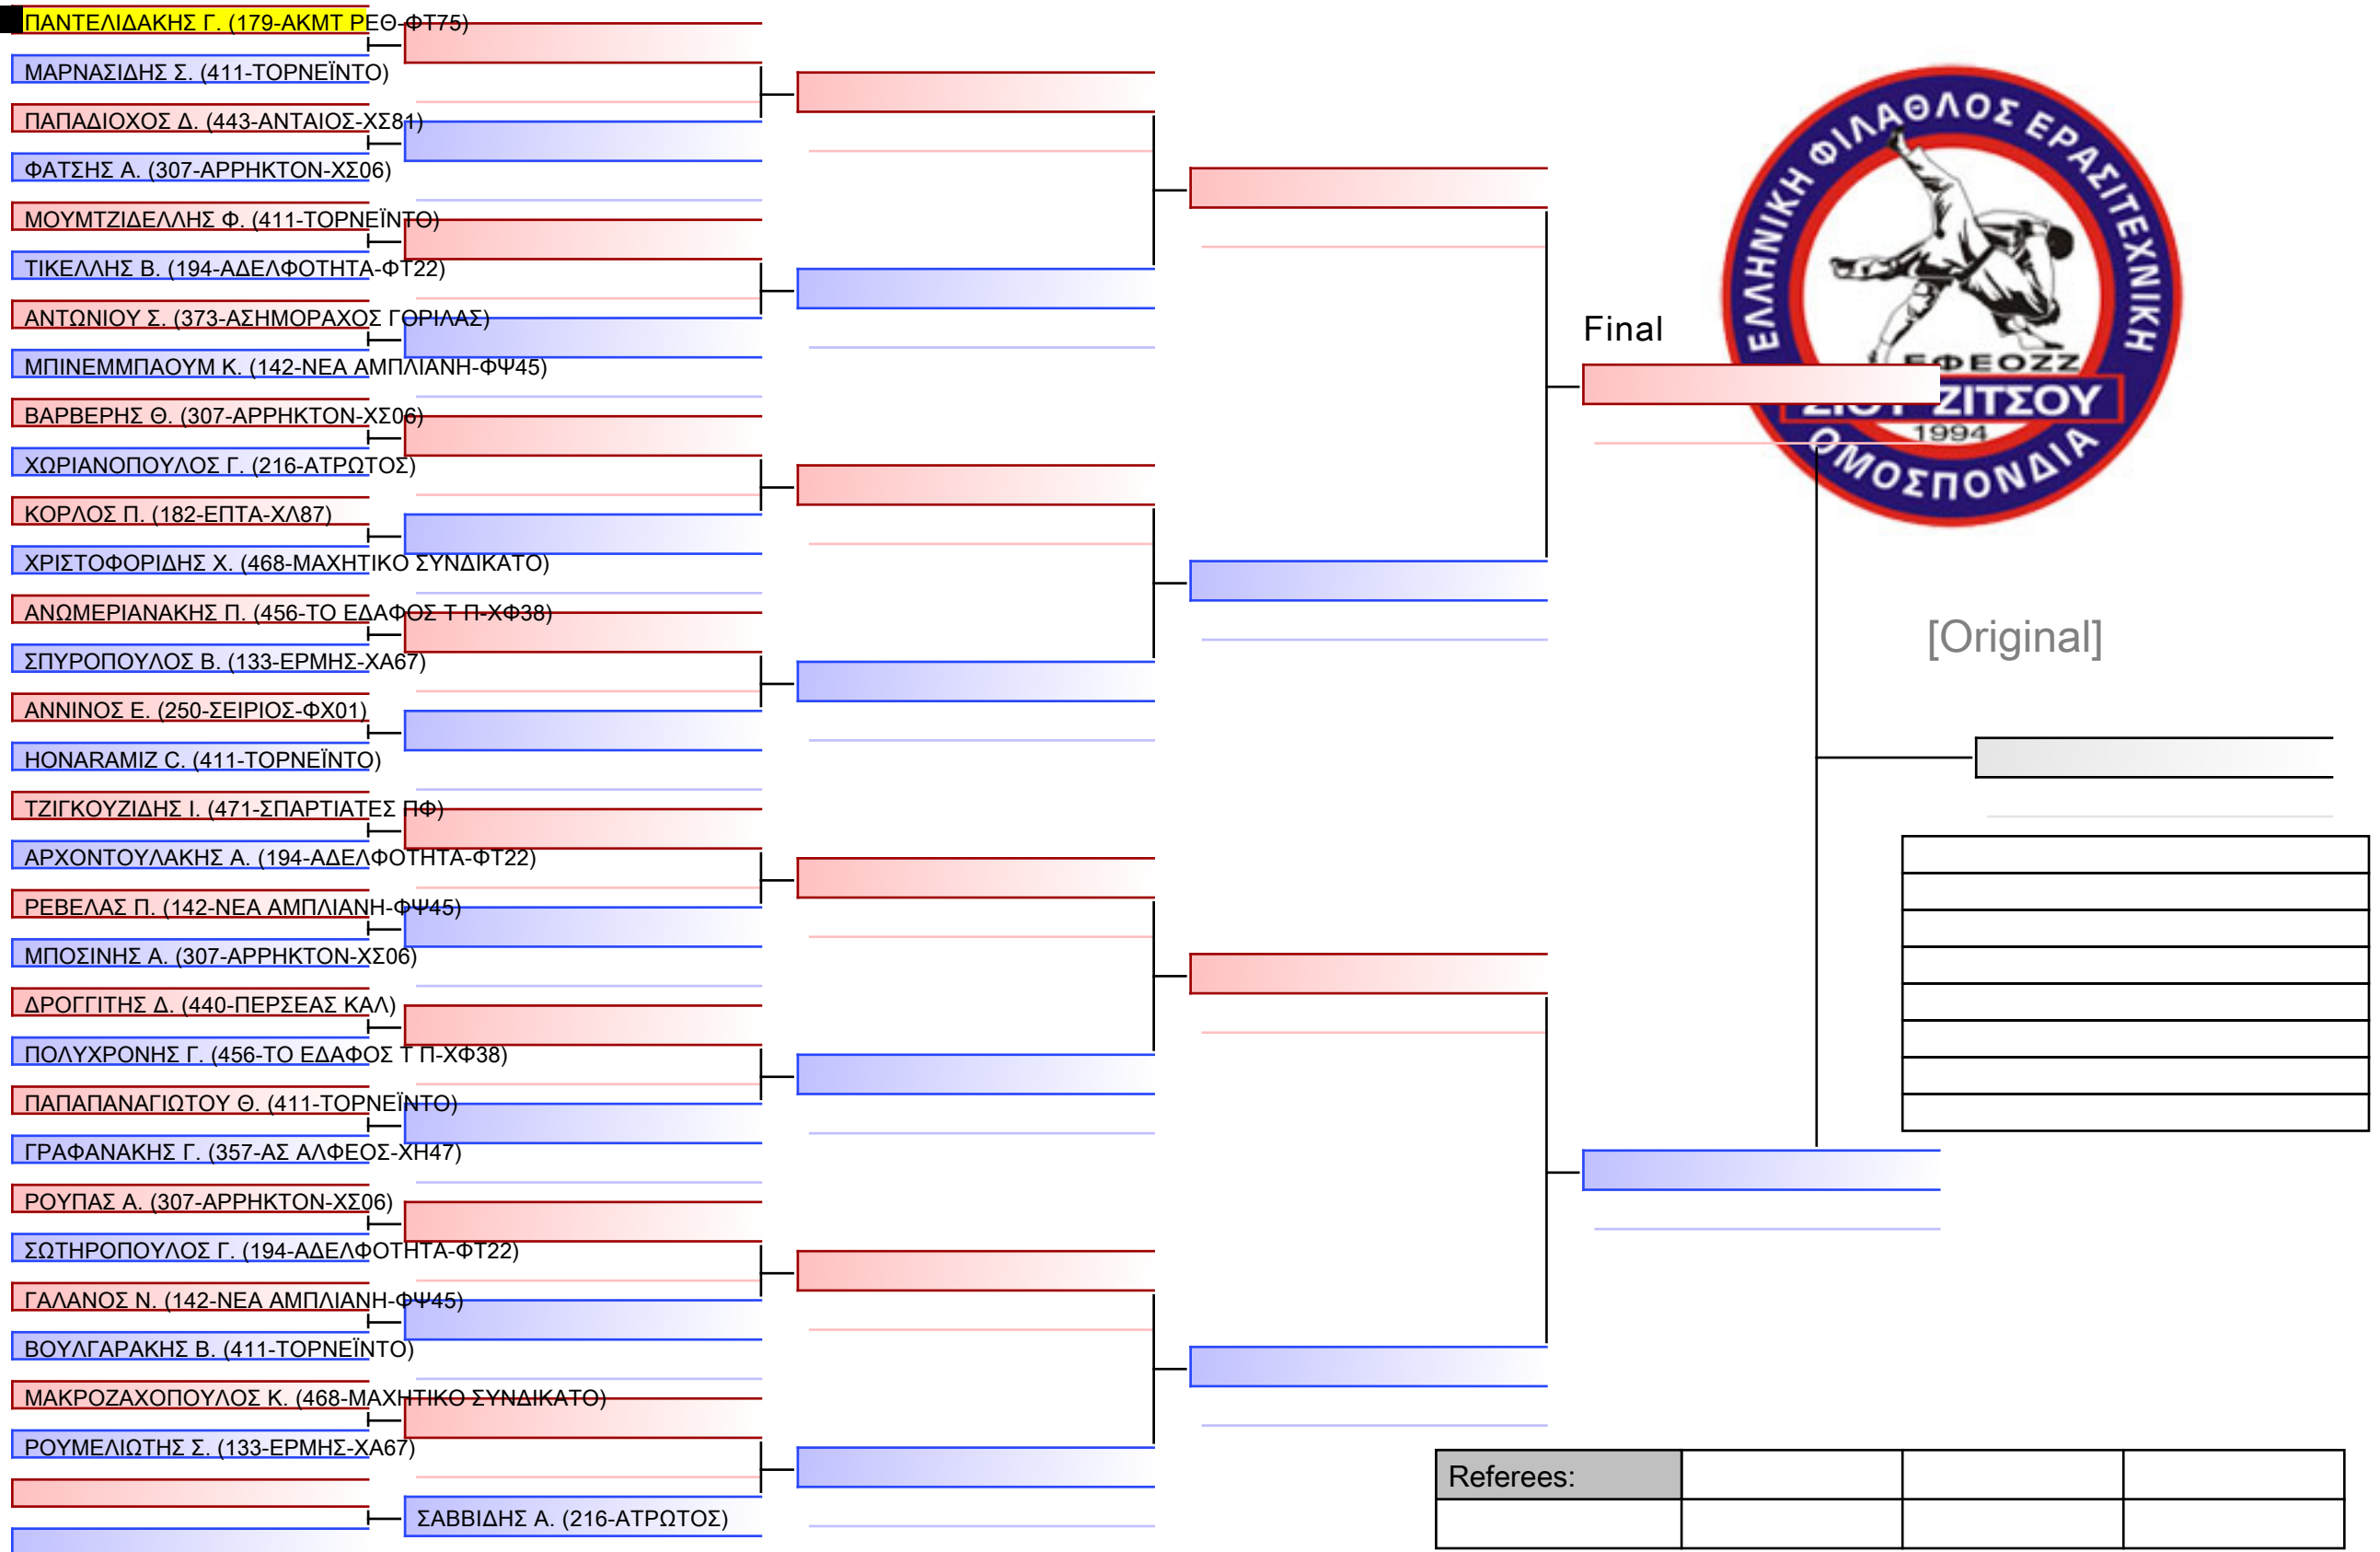 ΠΑΝΤΕΛΙΔΑΚΗΣ Γ. (179-ΑΚΜΤ ΡΕΘ-ΦΤ75)
ΜΑΡΝΑΣΙΔΗΣ Σ. (411-ΤΟΡΝΕΪΝΤΟ)
ΠΑΠΑΔΙΟΧΟΣ Δ. (443-ΑΝΤΑΙΟΣ-ΧΣ81)
ΦΑΤΣΗΣ Α. (307-ΑΡΡΗΚΤΟΝ-ΧΣ06)
ΜΟΥΜΤΖΙΔΕΛΛΗΣ Φ. (411-ΤΟΡΝΕΪΝΤΟ)
ΤΙΚΕΛΛΗΣ Β. (194-ΑΔΕΛΦΟΤΗΤΑ-ΦΤ22)
ΑΝΤΩΝΙΟΥ Σ. (373-ΑΣΗΜΟΡΑΧΟΣ ΓΟΡΙΛΑΣ)
ΜΠΙΝΕΜΜΠΑΟΥΜ Κ. (142-ΝΕΑ ΑΜΠΛΙΑΝΗ-ΦΨ45)
ΒΑΡΒΕΡΗΣ Θ. (307-ΑΡΡΗΚΤΟΝ-ΧΣ06)
ΧΩΡΙΑΝΟΠΟΥΛΟΣ Γ. (216-ΑΤΡΩΤΟΣ)
ΚΟΡΛΟΣ Π. (182-ΕΠΤΑ-ΧΛ87)
ΧΡΙΣΤΟΦΟΡΙΔΗΣ Χ. (468-ΜΑΧΗΤΙΚΟ ΣΥΝΔΙΚΑΤΟ)
ΑΝΩΜΕΡΙΑΝΑΚΗΣ Π. (456-ΤΟ ΕΔΑΦΟΣ Τ Π-ΧΦ38)
ΣΠΥΡΟΠΟΥΛΟΣ Β. (133-ΕΡΜΗΣ-ΧΑ67)
ΑΝΝΙΝΟΣ Ε. (250-ΣΕΙΡΙΟΣ-ΦΧ01)
HONARAMIZ C. (411-ΤΟΡΝΕΪΝΤΟ)
ΤΖΙΓΚΟΥΖΙΔΗΣ Ι. (471-ΣΠΑΡΤΙΑΤΕΣ ΠΦ)
ΑΡΧΟΝΤΟΥΛΑΚΗΣ Α. (194-ΑΔΕΛΦΟΤΗΤΑ-ΦΤ22)
ΡΕΒΕΛΑΣ Π. (142-ΝΕΑ ΑΜΠΛΙΑΝΗ-ΦΨ45)
ΜΠΟΣΙΝΗΣ Α. (307-ΑΡΡΗΚΤΟΝ-ΧΣ06)
ΔΡΟΓΓΙΤΗΣ Δ. (440-ΠΕΡΣΕΑΣ ΚΑΛ)
ΠΟΛΥΧΡΟΝΗΣ Γ. (456-ΤΟ ΕΔΑΦΟΣ Τ Π-ΧΦ38)
ΠΑΠΑΠΑΝΑΓΙΩΤΟΥ Θ. (411-ΤΟΡΝΕΪΝΤΟ)
ΓΡΑΦΑΝΑΚΗΣ Γ. (357-ΑΣ ΑΛΦΕΟΣ-ΧΗ47)
ΡΟΥΠΑΣ Α. (307-ΑΡΡΗΚΤΟΝ-ΧΣ06)
ΣΩΤΗΡΟΠΟΥΛΟΣ Γ. (194-ΑΔΕΛΦΟΤΗΤΑ-ΦΤ22)
ΓΑΛΑΝΟΣ Ν. (142-ΝΕΑ ΑΜΠΛΙΑΝΗ-ΦΨ45)
ΒΟΥΛΓΑΡΑΚΗΣ Β. (411-ΤΟΡΝΕΪΝΤΟ)
ΜΑΚΡΟΖΑΧΟΠΟΥΛΟΣ Κ. (468-ΜΑΧΗΤΙΚΟ ΣΥΝΔΙΚΑΤΟ)
ΡΟΥΜΕΛΙΩΤΗΣ Σ. (133-ΕΡΜΗΣ-ΧΑ67)
ΣΑΒΒΙΔΗΣ Α. (216-ΑΤΡΩΤΟΣ)
Final
ΕΛΛΗΝΙΚΗ ΦΙΛΑΘΛΟΣ ΕΡΑΣΙΤΕΧΝΙΚΗ
ΕΦΕΟΖΖ
ΖΙΤΣΟΥ
1994
ΟΜΟΣΠΟΝΔΙΑ
[Original]
Referees: